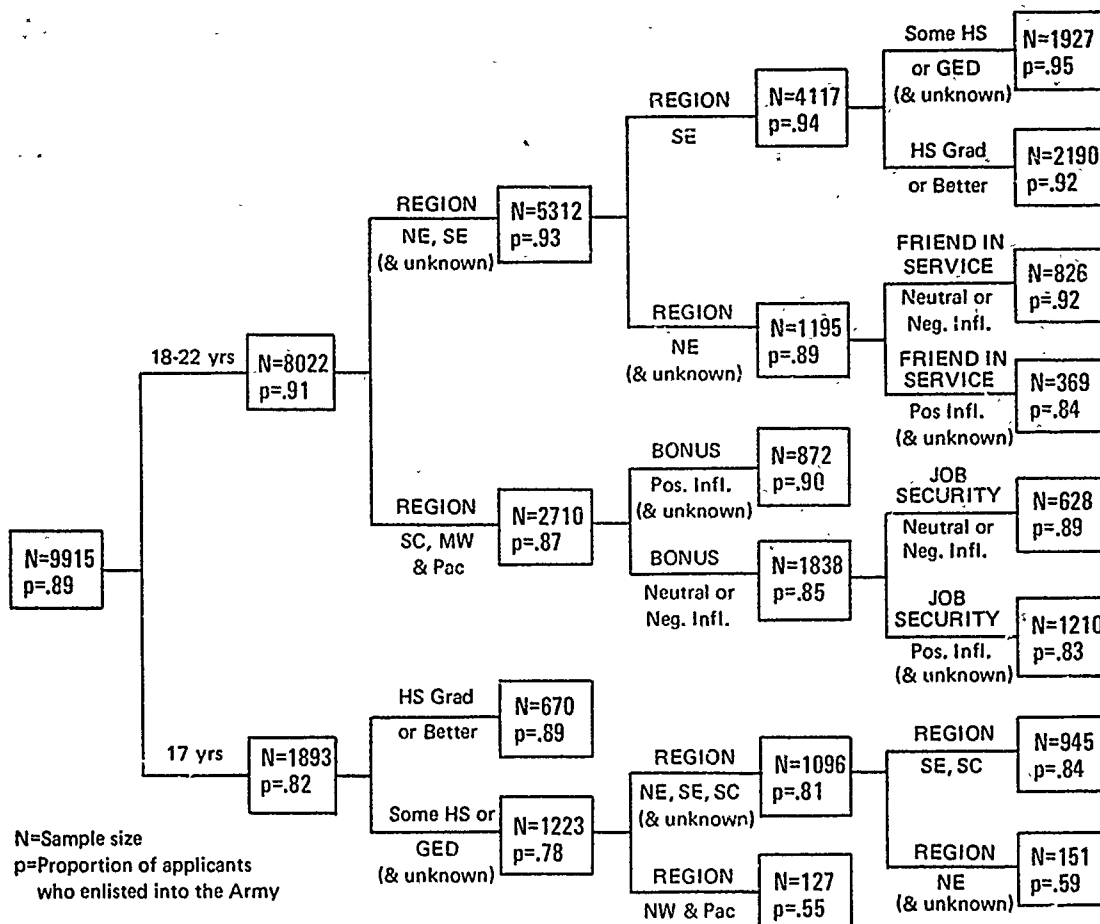 Some HS
or GED
(& unknown)
N=1927
p=.95
REGION
SE
N=4117
p=.94
HS Grad
or Better
N=2190
p=.92
REGION
NE, SE
(& unknown)
N=5312
p=.93
FRIEND IN
SERVICE
Neutral or
Neg. Infl.
N=826
p=.92
REGION
NE
(& unknown)
N=1195
p=.89
FRIEND IN
SERVICE
Pos Infl.
(& unknown)
N=369
p=.84
18-22 yrs
N=8022
p=.91
BONUS
Pos. Infl.
(& unknown)
N=872
p=.90
REGION
SC, MW
& Pac
N=2710
p=.87
JOB
SECURITY
Neutral or
Neg. Infl.
N=628
p=.89
BONUS
Neutral or
Neg. Infl.
N=1838
p=.85
JOB
SECURITY
Pos. Infl.
(& unknown)
N=1210
p=.83
N=9915
p=.89
17 yrs
N=1893
p=.82
HS Grad
or Better
N=670
p=.89
Some HS or
GED
(& unknown)
N=1223
p=.78
REGION
NE, SE, SC
(& unknown)
N=1096
p=.81
REGION
SE, SC
N=945
p=.84
REGION
NE
(& unknown)
N=151
p=.59
REGION
NW & Pac
N=127
p=.55
N=Sample size
p=Proportion of applicants
who enlisted into the Army